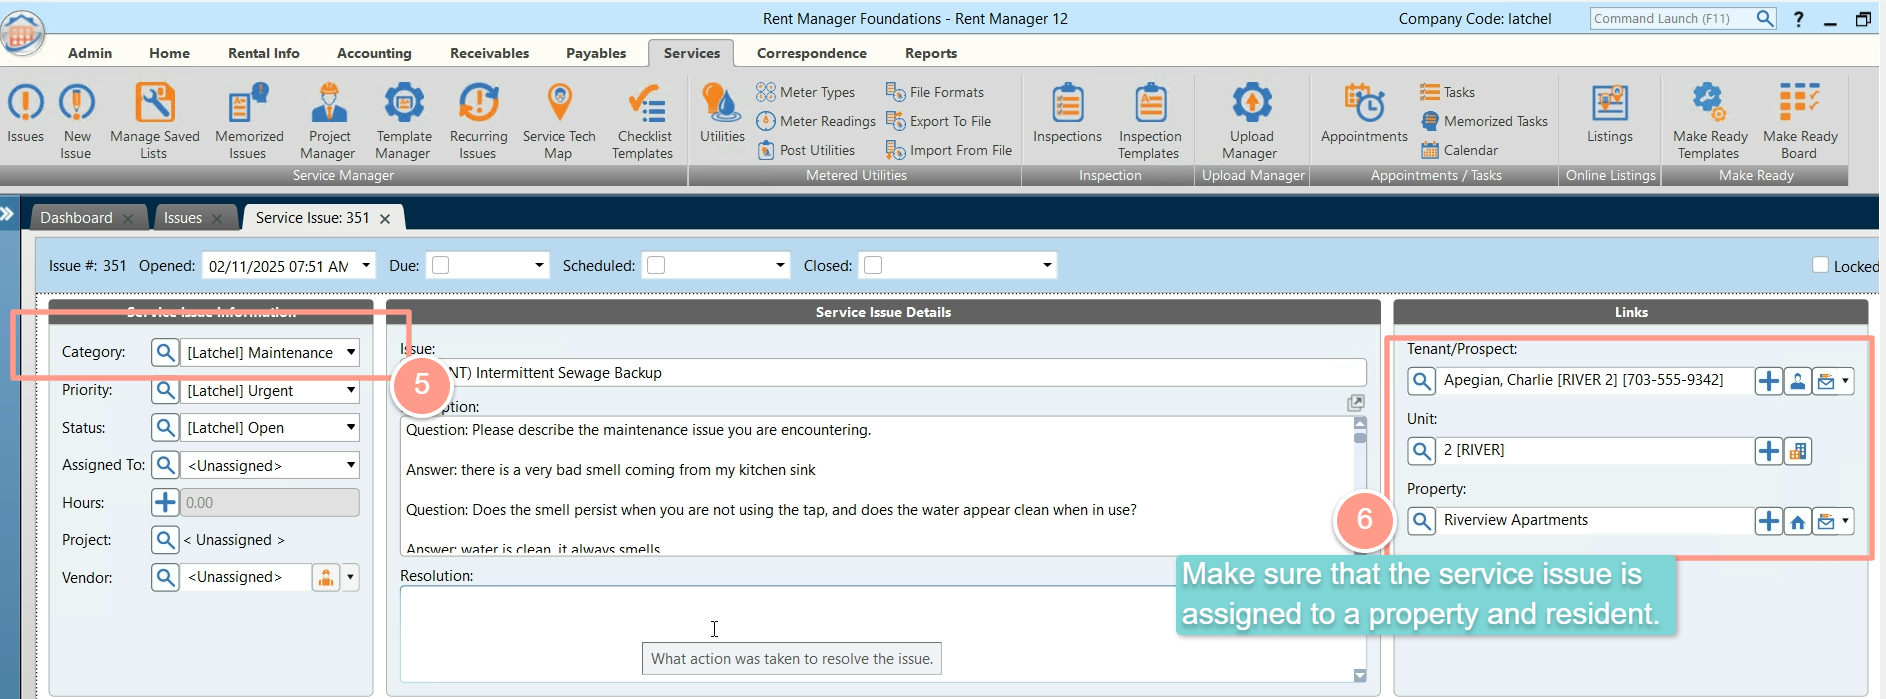 Rent Manager Foundations - Rent Manager 12
Company Code: latchel
Command Launch (F11)
?
Admin
Home
Rental Info
Accounting
Receivables
Payables
Services
Correspondence
Reports
Issues
New
Issue
Manage Saved
Lists
Memorized
Issues
Project
Manager
Template
Manager
Recurring
Issues
Service Tech
Map
Checklist
Templates
Service Manager
Utilities
Meter Types
Meter Readings
Post Utilities
File Formats
Export To File
Import From File
Metered Utilities
Inspections
Inspection
Templates
Inspection
Upload
Manager
Upload Manager
Appointments
Tasks
Memorized Tasks
Calendar
Appointments / Tasks
Listings
Online Listings
Make Ready
Templates
Make Ready
Board
Make Ready
Dashboard
Issues
Service Issue: 351
Issue #: 351
Opened:
02/11/2025 07:51 AM
Due:
Scheduled:
Closed:
Locked
Service Issue Information
Category:
[Latchel] Maintenance
Priority:
[Latchel] Urgent
Status:
[Latchel] Open
Assigned To:
<Unassigned>
Hours:
0.00
Project:
< Unassigned >
Vendor:
<Unassigned>
5
Service Issue Details
Issue:
NT) Intermittent Sewage Backup
ption:
Question: Please describe the maintenance issue you are encountering.
Answer: there is a very bad smell coming from my kitchen sink
Question: Does the smell persist when you are not using the tap, and does the water appear clean when in use?
Answer: water is clean, it always smells
Resolution:
What action was taken to resolve the issue.
Links
Tenant/Prospect:
Apegian, Charlie [RIVER 2] [703-555-9342]
Unit:
2 [RIVER]
Property:
Riverview Apartments
6
Make sure that the service issue is
assigned to a property and resident.